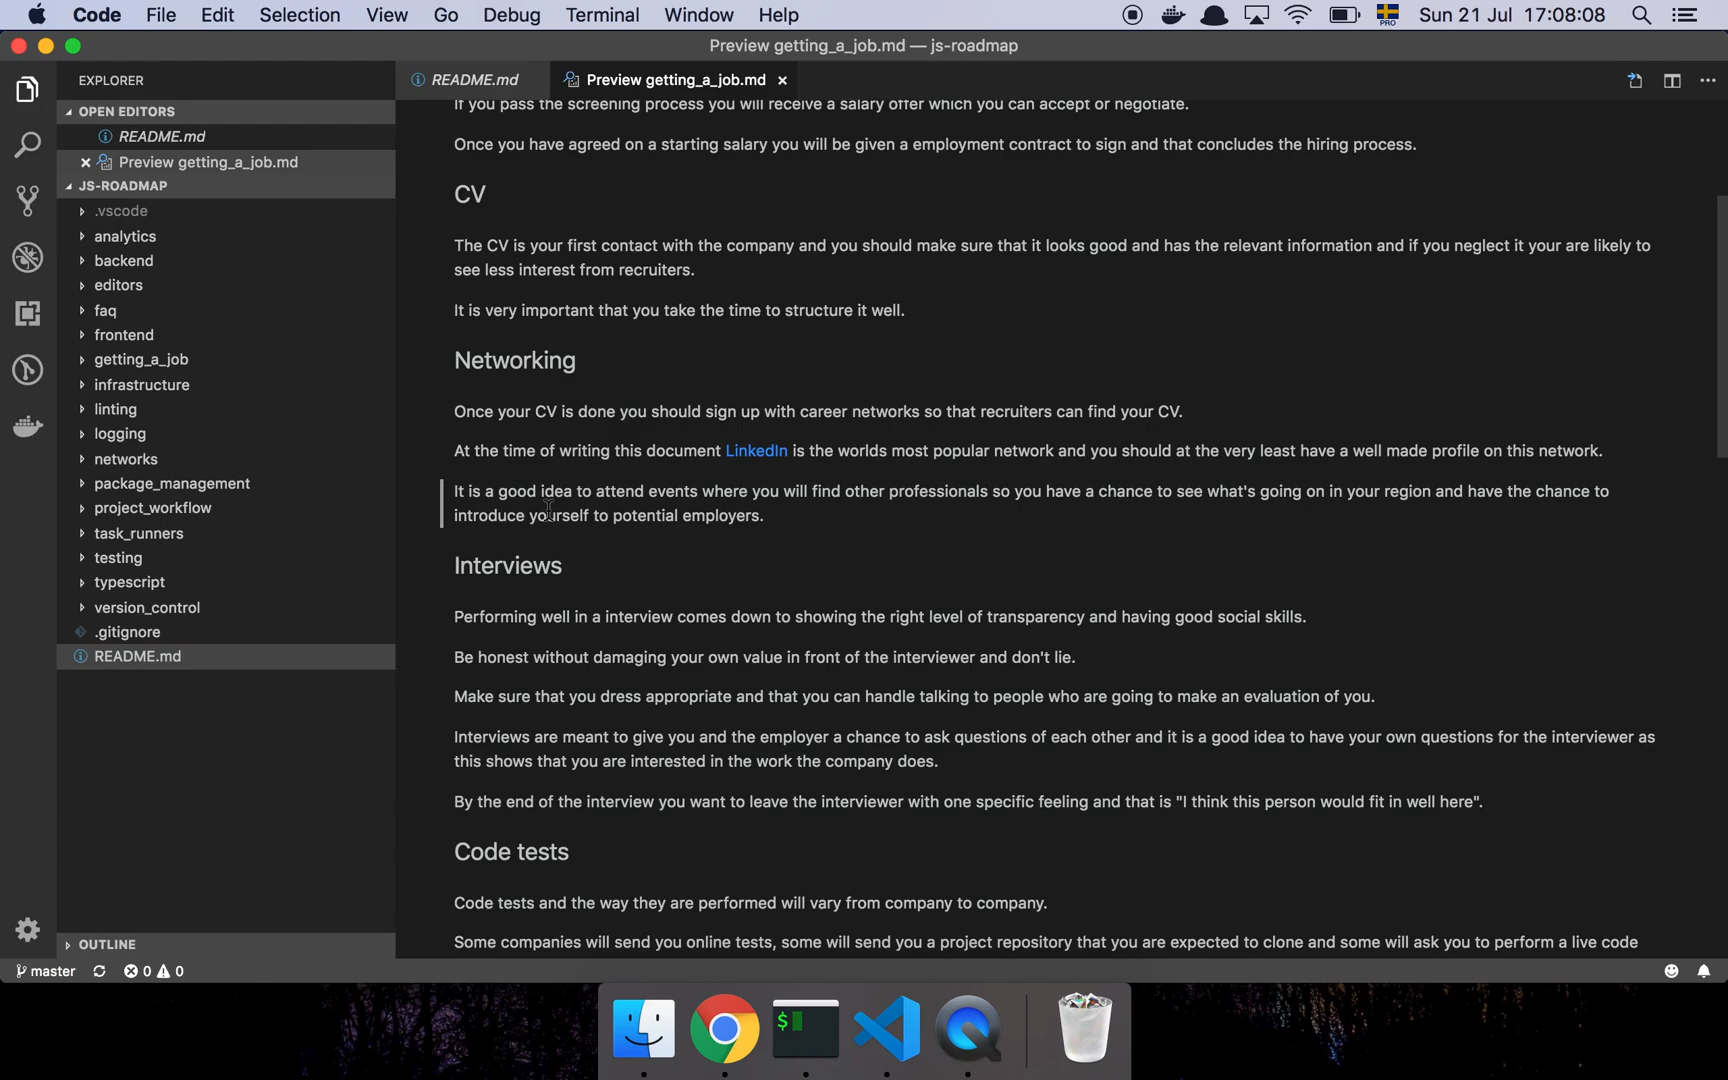 Code File Edit Selection View Go Debug Terminal Window Help PRO Sun 21 Jul 17:08:08
Preview getting_a_job.md — js-roadmap
EXPLORER
README.md Preview getting_a_job.md
OPEN EDITORS
README.md
Preview getting_a_job.md
JS-ROADMAP
.vscode
analytics
backend
editors
faq
frontend
getting_a_job
infrastructure
linting
logging
networks
package_management
project_workflow
task_runners
testing
typescript
version_control
.gitignore
README.md
OUTLINE
If you pass the screening process you will receive a salary offer which you can accept or negotiate.
Once you have agreed on a starting salary you will be given a employment contract to sign and that concludes the hiring process.
CV
The CV is your first contact with the company and you should make sure that it looks good and has the relevant information and if you neglect it your are likely to
see less interest from recruiters.
It is very important that you take the time to structure it well.
Networking
Once your CV is done you should sign up with career networks so that recruiters can find your CV.
At the time of writing this document LinkedIn is the worlds most popular network and you should at the very least have a well made profile on this network.
It is a good idea to attend events where you will find other professionals so you have a chance to see what's going on in your region and have the chance to
introduce yourself to potential employers.
Interviews
Performing well in a interview comes down to showing the right level of transparency and having good social skills.
Be honest without damaging your own value in front of the interviewer and don't lie.
Make sure that you dress appropriate and that you can handle talking to people who are going to make an evaluation of you.
Interviews are meant to give you and the employer a chance to ask questions of each other and it is a good idea to have your own questions for the interviewer as
this shows that you are interested in the work the company does.
By the end of the interview you want to leave the interviewer with one specific feeling and that is "I think this person would fit in well here".
Code tests
Code tests and the way they are performed will vary from company to company.
Some companies will send you online tests, some will send you a project repository that you are expected to clone and some will ask you to perform a live code
master 0 0
$